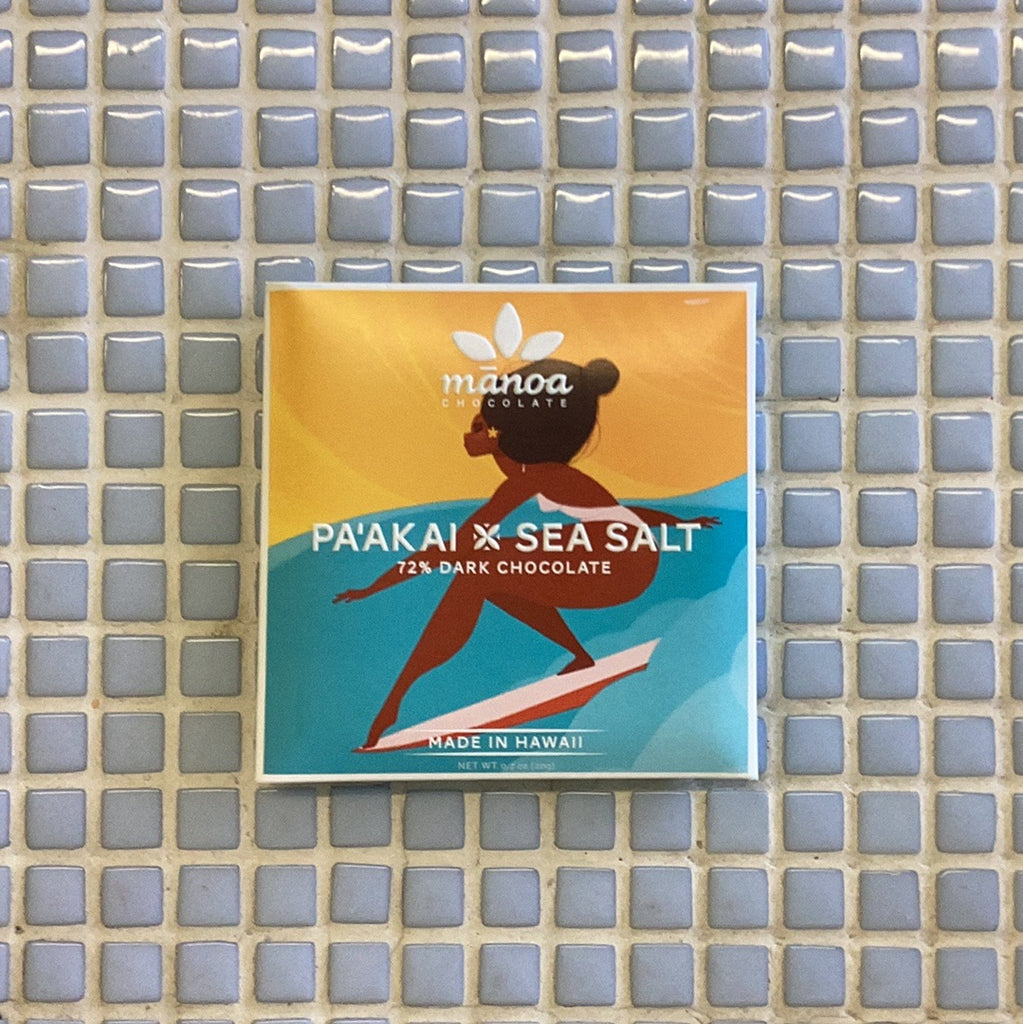 mānoa
CHOCOLATE
PA'AKAI SEA SALT
72% DARK CHOCOLATE
MADE IN HAWAII
NET WT.